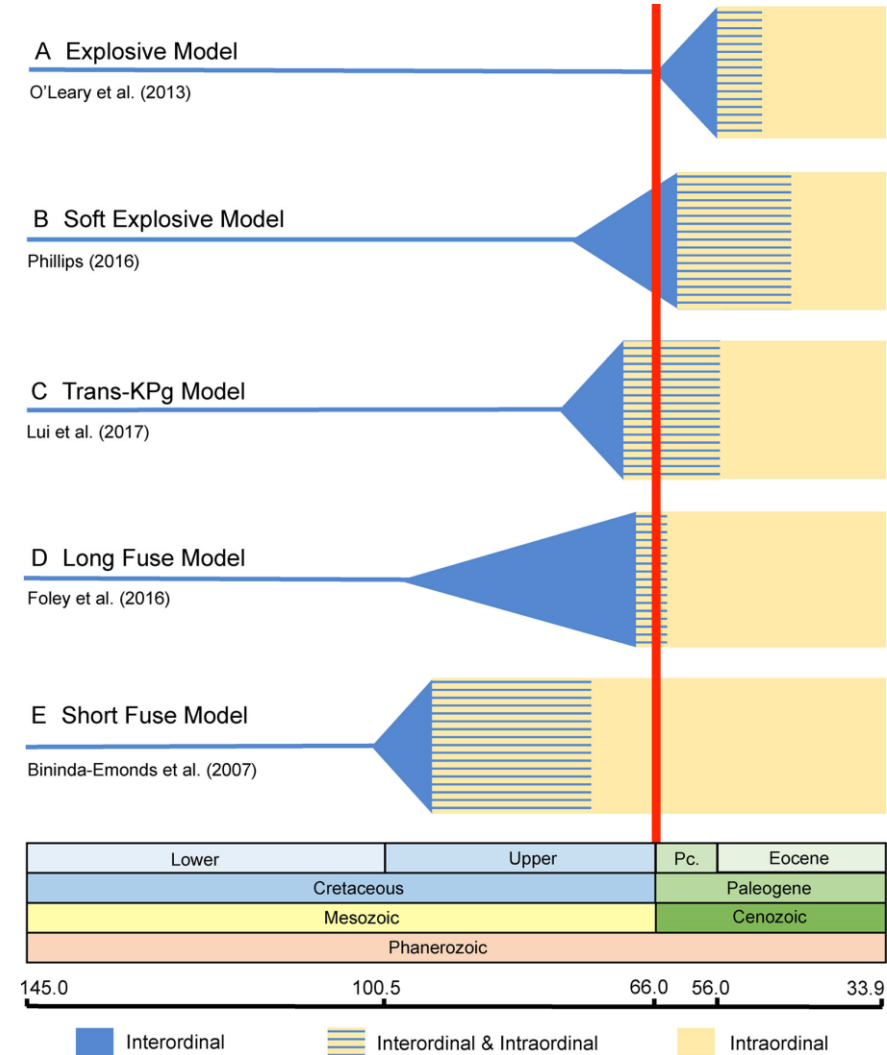 A Explosive Model
O'Leary et al. (2013)
B Soft Explosive Model
Phillips (2016)
C Trans-KPg Model
Lui et al. (2017)
D Long Fuse Model
Foley et al. (2016)
E Short Fuse Model
Bininda-Emonds et al. (2007)
Lower Upper Pc. Eocene
Cretaceous Paleogene
Mesozoic Cenozoic
Phanerozoic
145.0 100.5 66.0 56.0 33.9
Interordinal Interordinal & Intraordinal Intraordinal